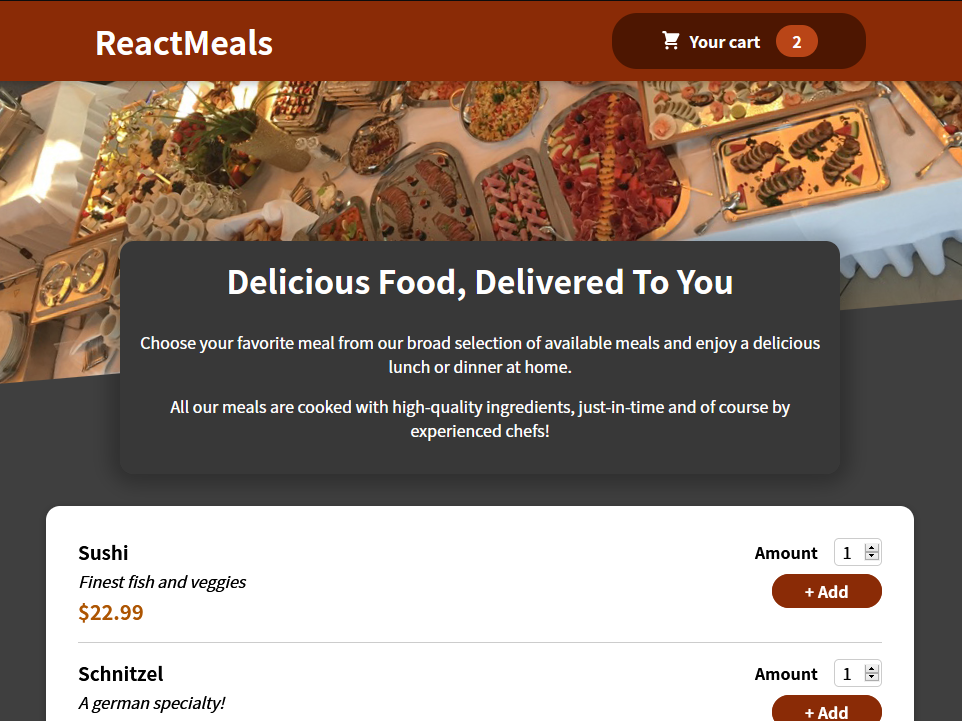 ReactMeals
Your cart 2
Delicious Food, Delivered To You
Choose your favorite meal from our broad selection of available meals and enjoy a delicious
lunch or dinner at home.
All our meals are cooked with high-quality ingredients, just-in-time and of course by
experienced chefs!
Sushi
Finest fish and veggies
$22.99
Amount 1
+ Add
Schnitzel
A german specialty!
Amount 1
+ Add